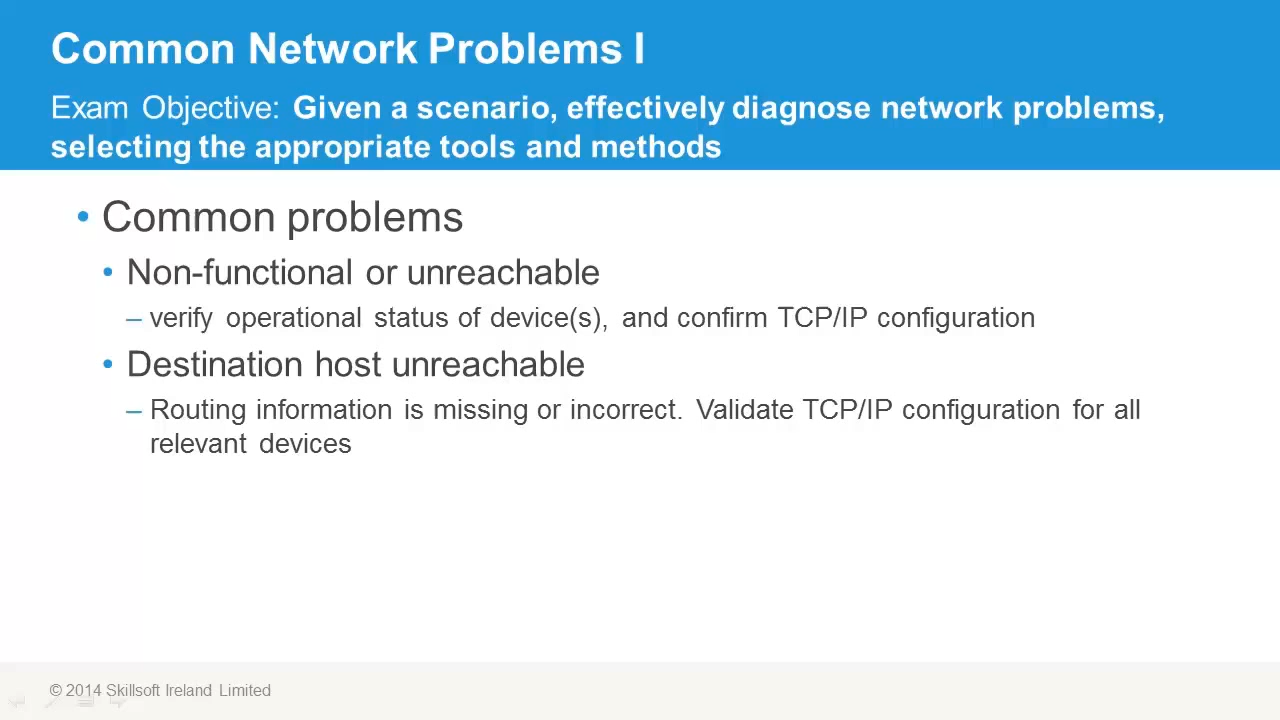 Common Network Problems I
Exam Objective: Given a scenario, effectively diagnose network problems,
selecting the appropriate tools and methods
• Common problems
• Non-functional or unreachable
– verify operational status of device(s), and confirm TCP/IP configuration
• Destination host unreachable
– Routing information is missing or incorrect. Validate TCP/IP configuration for all
relevant devices
© 2014 Skillsoft Ireland Limited